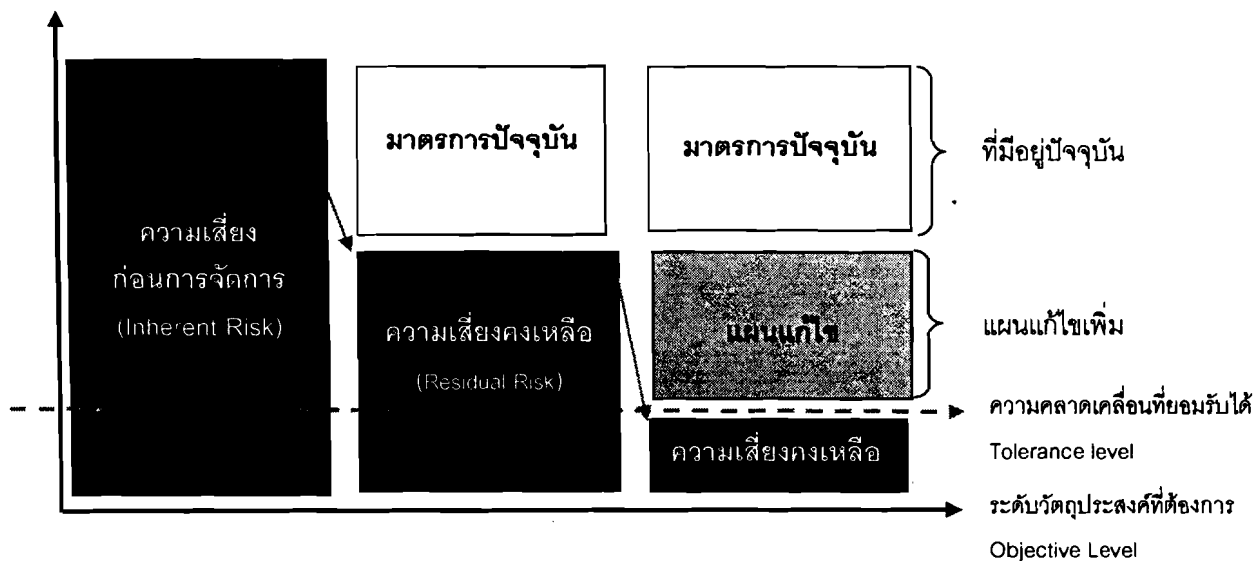 ความเสี่ยง
ก่อนการจัดการ
(Inherent Risk)
มาตรการปัจจุบัน
ความเสี่ยงคงเหลือ
(Residual Risk)
มาตรการปัจจุบัน
แผนแก้ไข
ความเสี่ยงคงเหลือ
ที่มีอยู่ปัจจุบัน
แผนแก้ไขเพิ่ม
ความคลาดเคลื่อนที่ยอมรับได้
Tolerance level
ระดับวัตถุประสงค์ที่ต้องการ
Objective Level